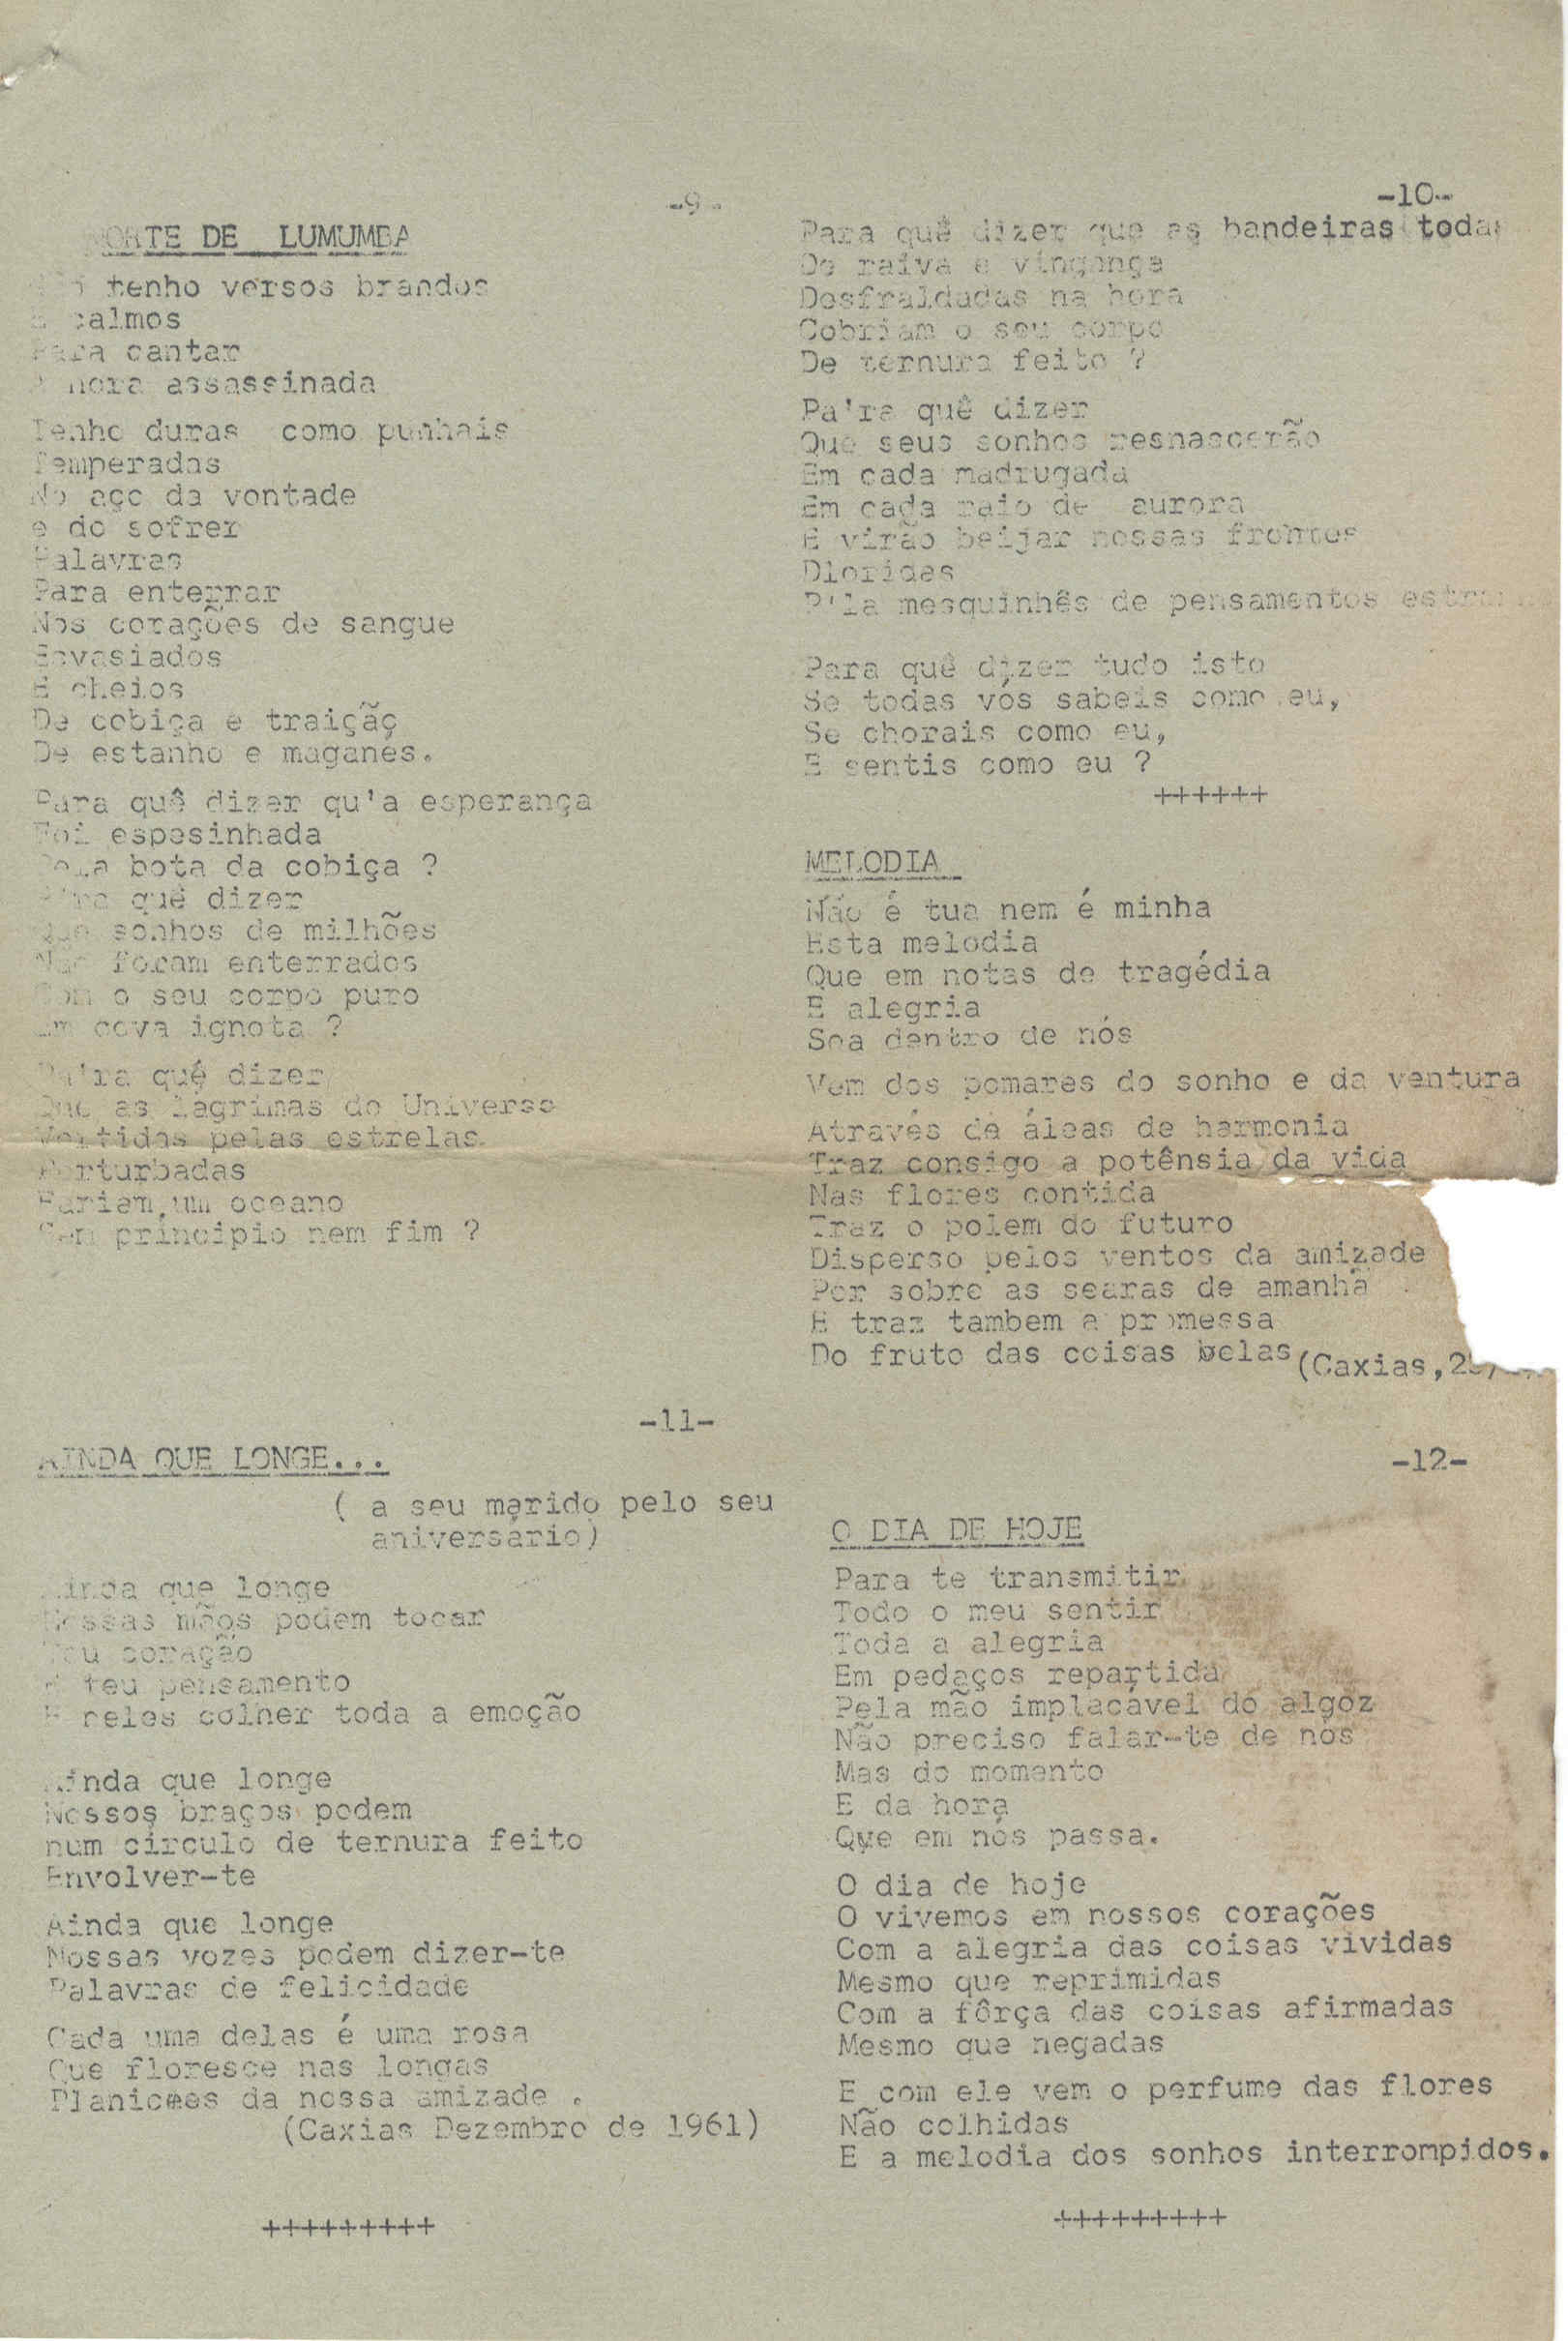 -9-
MORTE DE LUMUMBA
tenho versos brandos
E calmos
Para cantar
A hora assassinada
Tenho duras como punhais
Temperadas
No aço da vontade
e do sofrer
Palavras
Para enterrar
Nos corações de sangue
Esvasiados
E cheios
De cobiça e traiçãç
De estanho e maganes.
Para quê dizer qu'a esperança
Foi espesinhada
Pela bota da cobiça ?
P'ra quê dizer
Que sonhos de milhões
Não foram enterrados
Com o seu corpo puro
Em cova ignota ?
Pa'ra quê dizer
Que as lágrimas do Universo
Vertidas pelas estrelas
Perturbadas
Fariam um oceano
Sem príncipio nem fim ?
-10-
Para quê dizer que as bandeiras todas
De raiva e vingança
Desfraldadas na hora
Cobriam o seu corpo
De ternura feito ?
Pa'ra quê dizer
Que seus sonhos resnascerão
Em cada madrugada
Em cada raio de aurora
E virão beijar nossas frontes
Dloridas
P'la mesquinhês de pensamentos
Para quê dizer tudo isto
Se todas vós sabeis como eu,
Se chorais como eu,
E sentis como eu ?
++++++
MELODIA
Não é tua nem é minha
Esta melodia
Que em notas de tragédia
E alegria
Soa dentro de nós
Vem dos pomares do sonho e da ventura
Através de áleas de harmonia
Traz consigo a potênsia da vida
Nas flores contida
Traz o polem do futuro
Disperso pelos ventos da amizade
Por sobre as searas de amanhã
E traz tambem a promessa
Do fruto das coisas belas
(Caxias,
-11-
AINDA QUE LONGE...
( a seu marido pelo seu
aniversário)
Ainda que longe
Nossas mãos podem tocar
Teu coração
E teu pensamento
E neles colher toda a emoção
Ainda que longe
Nossos braços podem
num círculo de ternura feito
Envolver-te
Ainda que longe
Nossas vozes podem dizer-te
Palavras de felicidade
Cada uma delas é uma rosa
Que floresce nas longas
Planicees da nossa amizade .
(Caxias Dezembro de 1961)
+++++++++
-12-
O DIA DE HOJE
Para te transmitir
Todo o meu sentir
Toda a alegria
Em pedaços repartida
Pela mão implacável do algoz
Não preciso falar-te de nós
Mas do momento
E da hora
Que em nós passa.
O dia de hoje
O vivemos em nossos corações
Com a alegria das coisas vividas
Mesmo que reprimidas
Com a fôrça das coisas afirmadas
Mesmo que negadas
E com ele vem o perfume das flores
Não colhidas
E a melodia dos sonhos interrompidos.
+++++++++